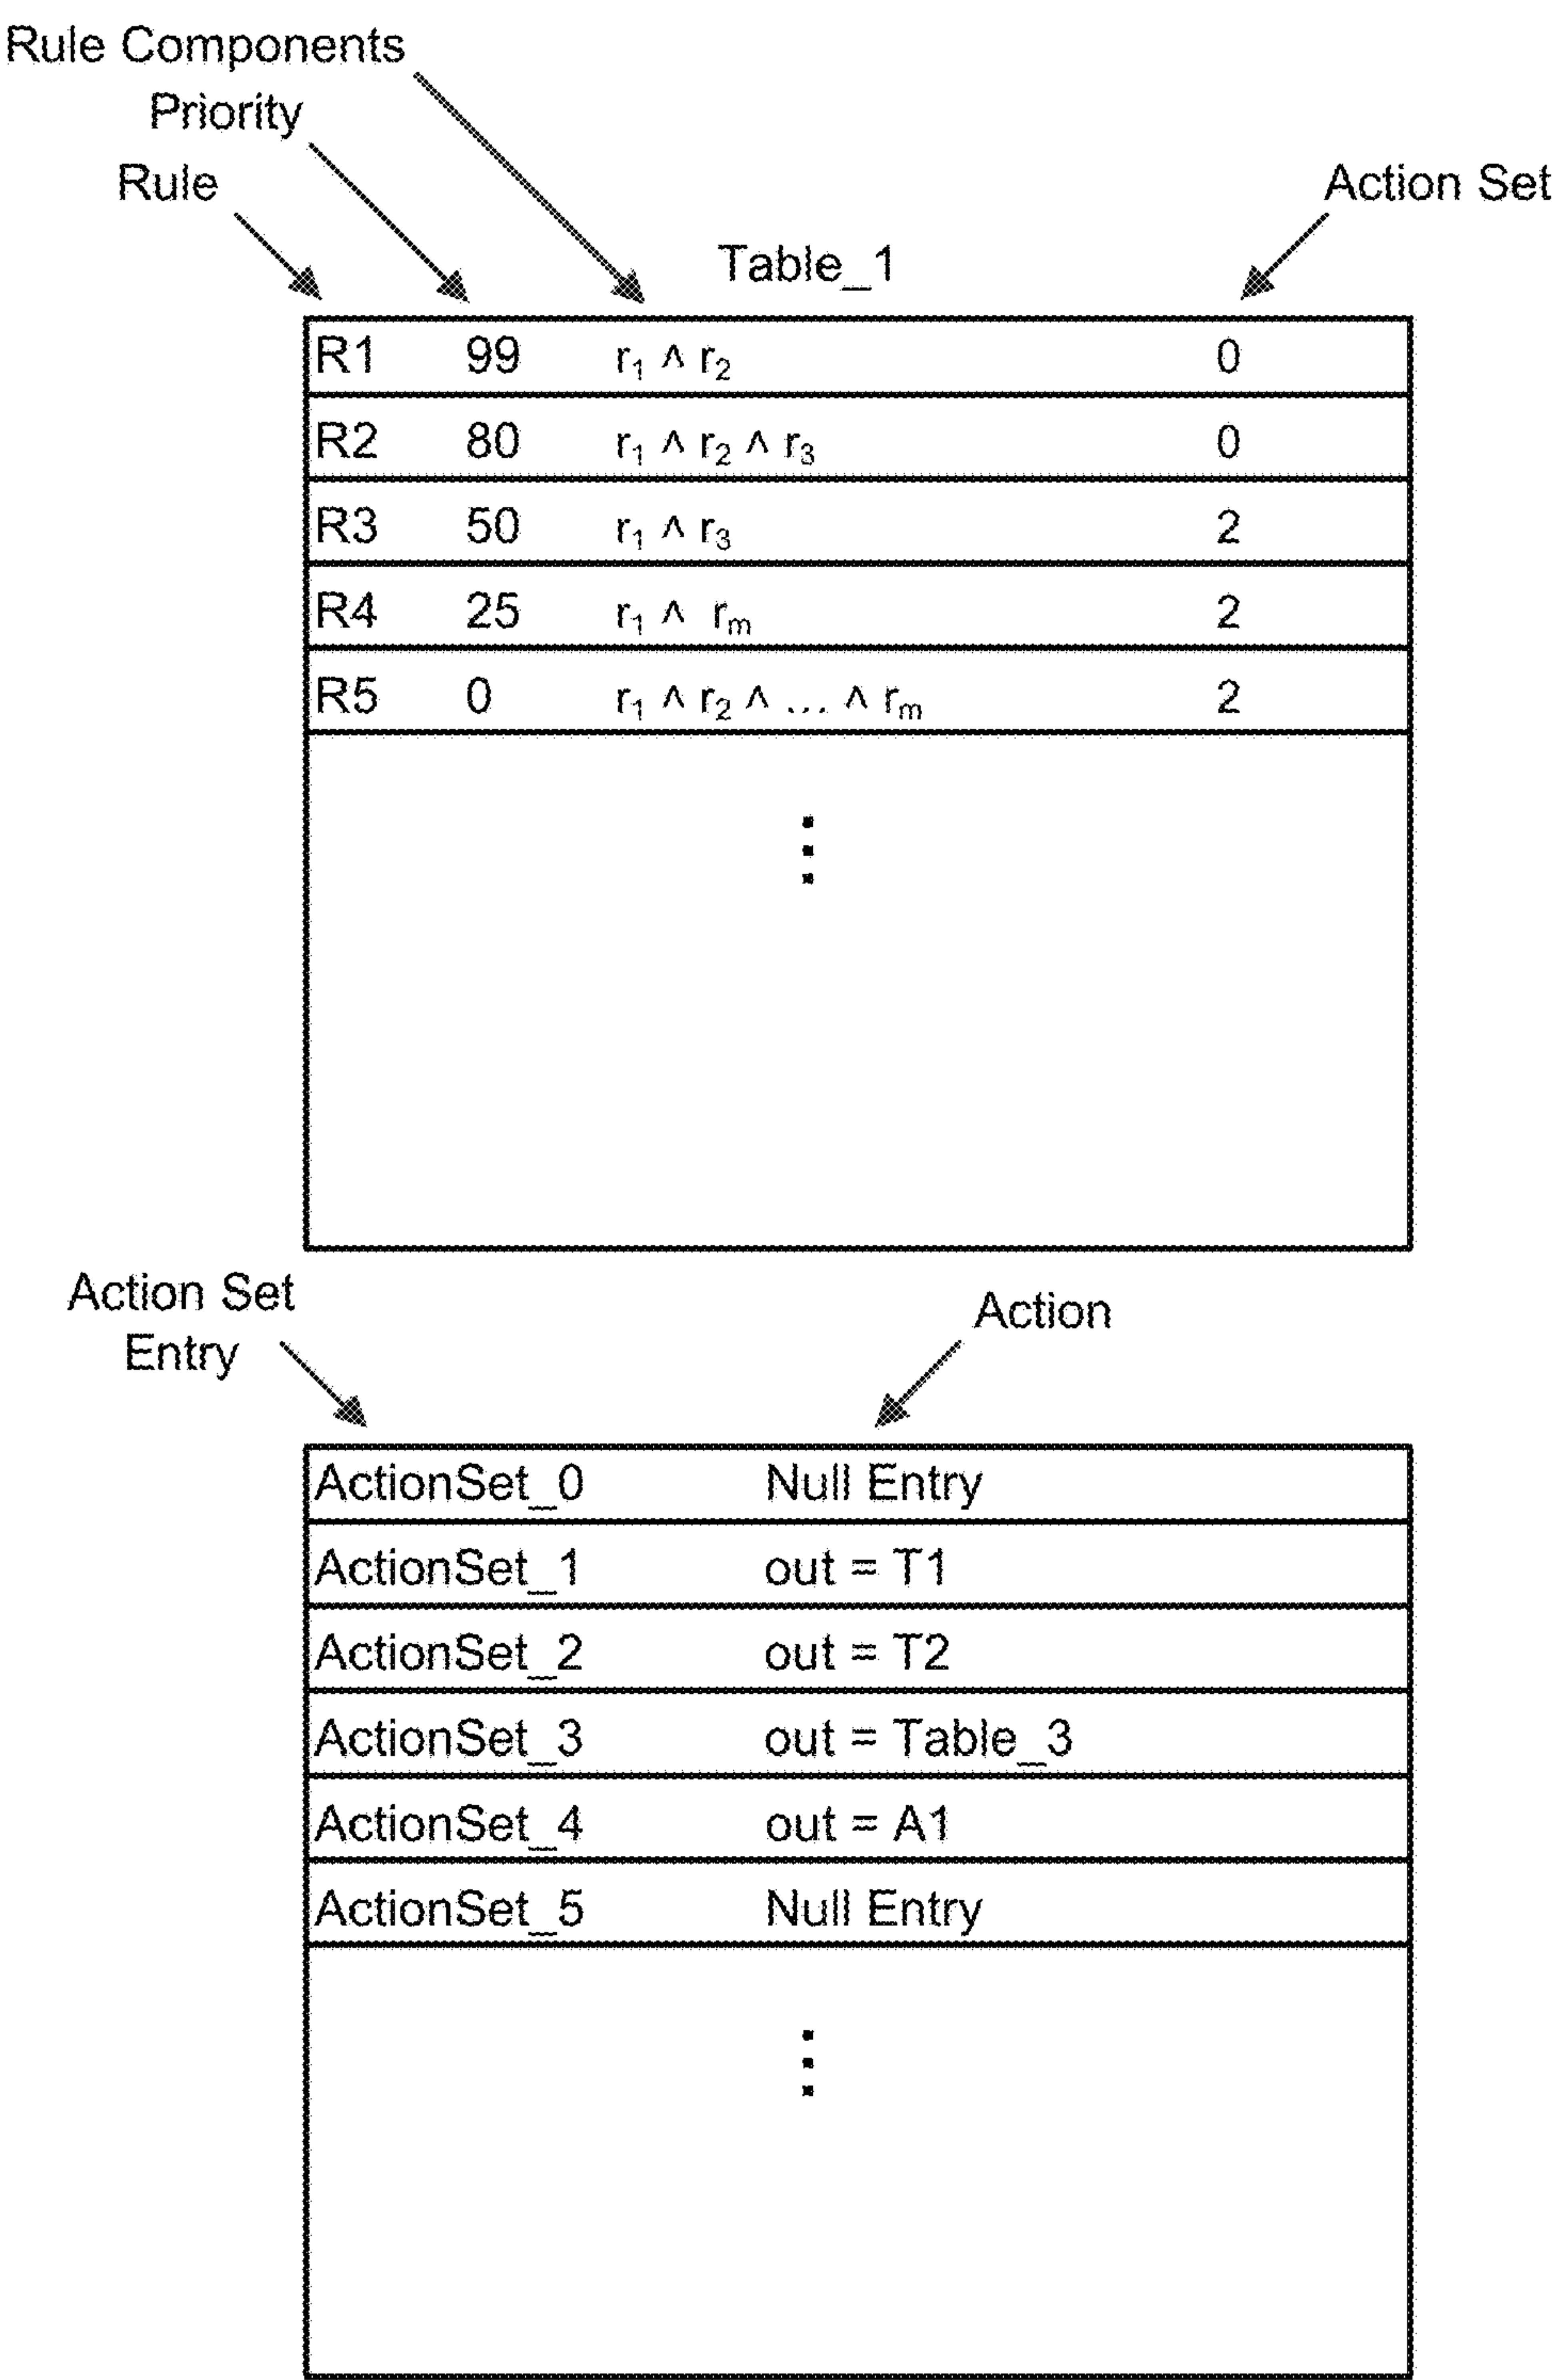 Rule Components
Priority
Rule
Action Set
Table_1
R1 99 r₁ ∧ r₂ 0
R2 80 r₁ ∧ r₂ ∧ r₃ 0
R3 50 r₁ ∧ r₃ 2
R4 25 r₁ ∧ rₘ 2
R5 0 r₁ ∧ r₂ ∧ ... ∧ rₘ 2
Action Set
Entry
Action
ActionSet_0 Null Entry
ActionSet_1 out = T1
ActionSet_2 out = T2
ActionSet_3 out = Table_3
ActionSet_4 out = A1
ActionSet_5 Null Entry